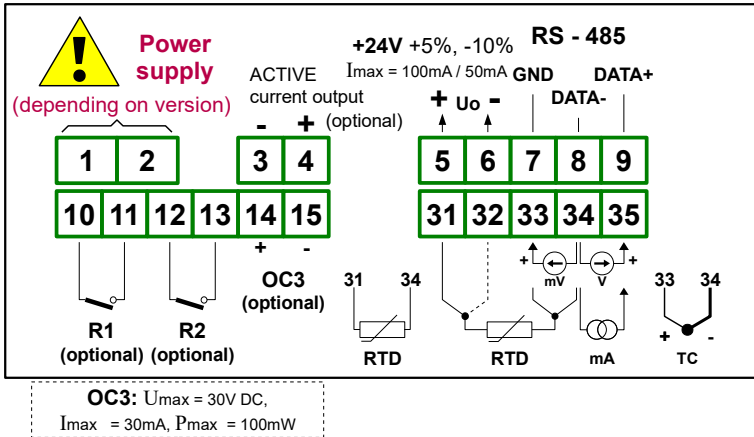 Power
supply
(depending on version)
ACTIVE
current output
(optional)
- +
+24V +5%, -10%
Imax = 100mA / 50mA
+ Uo -
RS - 485
GND DATA+
DATA-
1 2 3 4 5 6 7 8 9
10 11 12 13 14 15 31 32 33 34 35
+ -
OC3
(optional)
R1
(optional)
R2
(optional)
31 34
RTD
RTD
+ mV V +
mA
33 34
+ -
TC
OC3: Umax = 30V DC,
Imax = 30mA, Pmax = 100mW